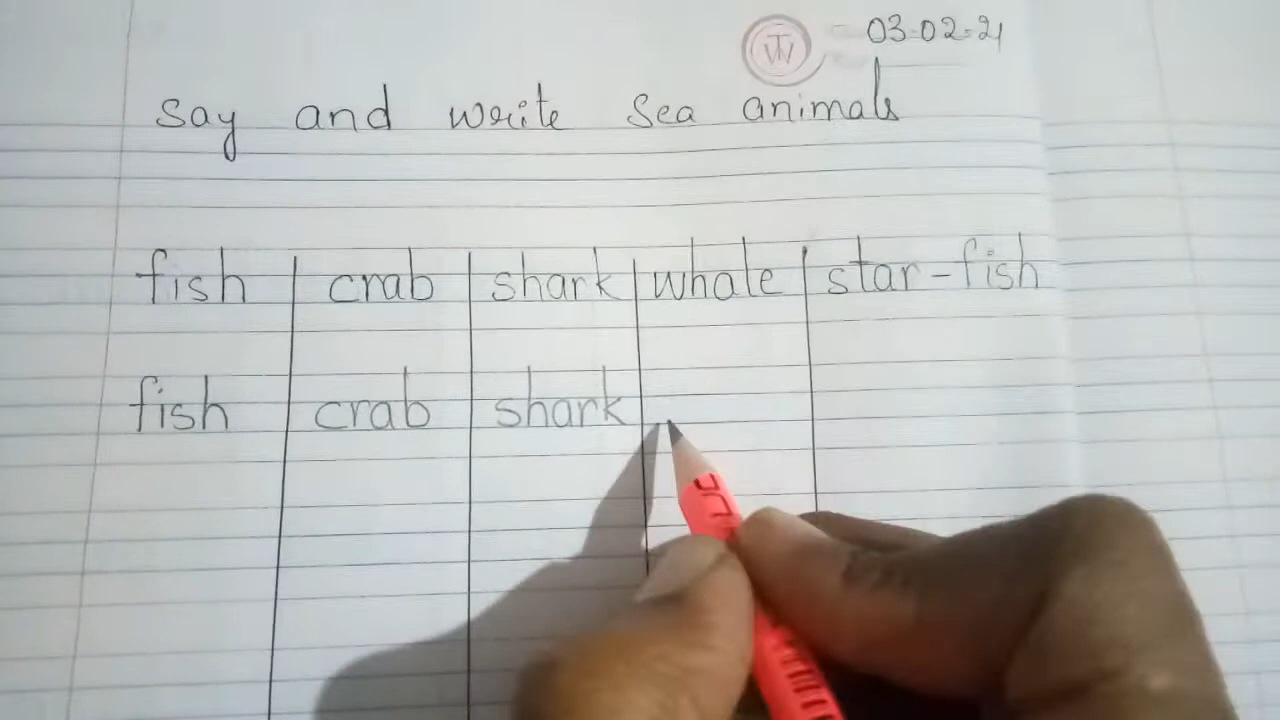 03-02-21
say and write sea animals
fish crab shark whale star-fish
fish crab shark